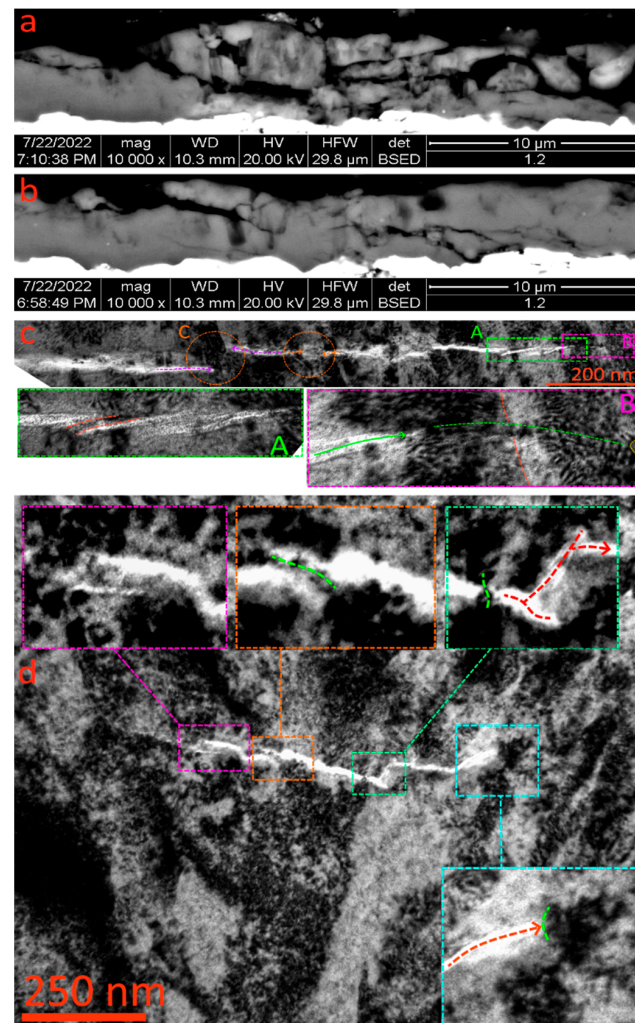 a
7/22/2022 mag WD HV HFW det 10 µm
7:10:38 PM 10 000 x 10.3 mm 20.00 kV 29.8 µm BSED 1.2
b
7/22/2022 mag WD HV HFW det 10 µm
6:58:49 PM 10 000 x 10.3 mm 20.00 kV 29.8 µm BSED 1.2
c
C
A
B
200 nm
A
B
d
250 nm